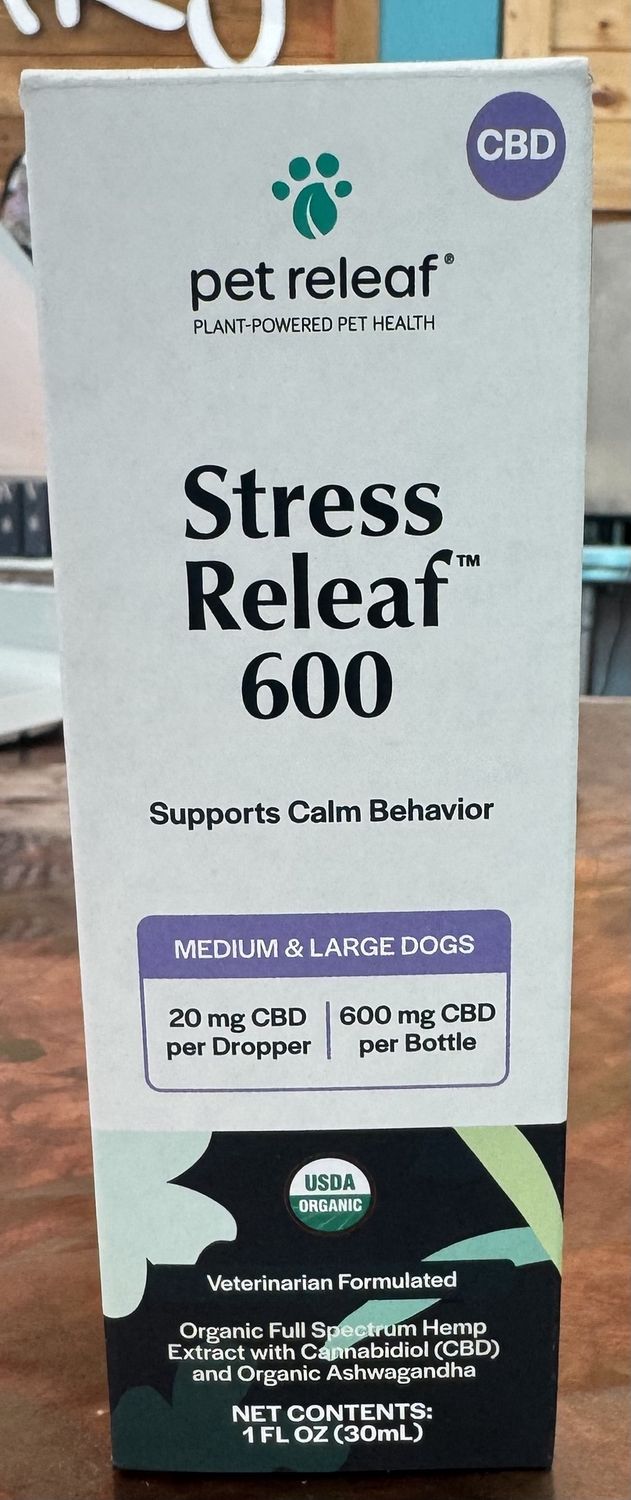 CBD
pet releaf®
PLANT-POWERED PET HEALTH
Stress
Releaf™
600
Supports Calm Behavior
MEDIUM & LARGE DOGS
20 mg CBD
per Dropper
600 mg CBD
per Bottle
USDA
ORGANIC
Veterinarian Formulated
Organic Full Spectrum Hemp
Extract with Cannabidiol (CBD)
and Organic Ashwagandha
NET CONTENTS:
1 FL OZ (30mL)